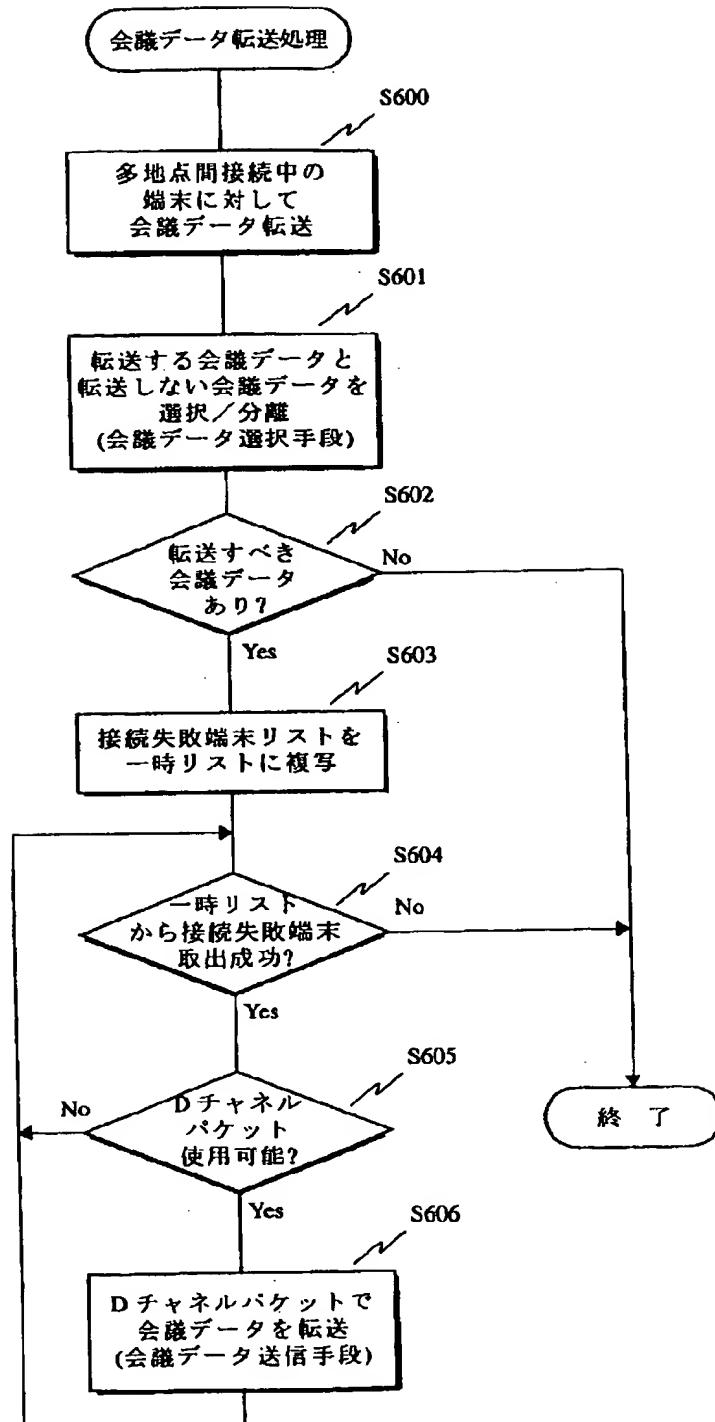 会議データ転送処理
S600
多地点間接続中の
端末に対して
会議データ転送
S601
転送する会議データと
転送しない会議データを
選択／分離
(会議データ選択手段)
S602
転送すべき
会議データ
あり?
No
Yes
S603
接続失敗端末リストを
一時リストに複写
S604
一時リスト
から接続失敗端末
取出成功?
No
Yes
S605
Dチャネル
パケット
使用可能?
No
Yes
終 了
S606
Dチャネルパケットで
会議データを転送
(会議データ送信手段)